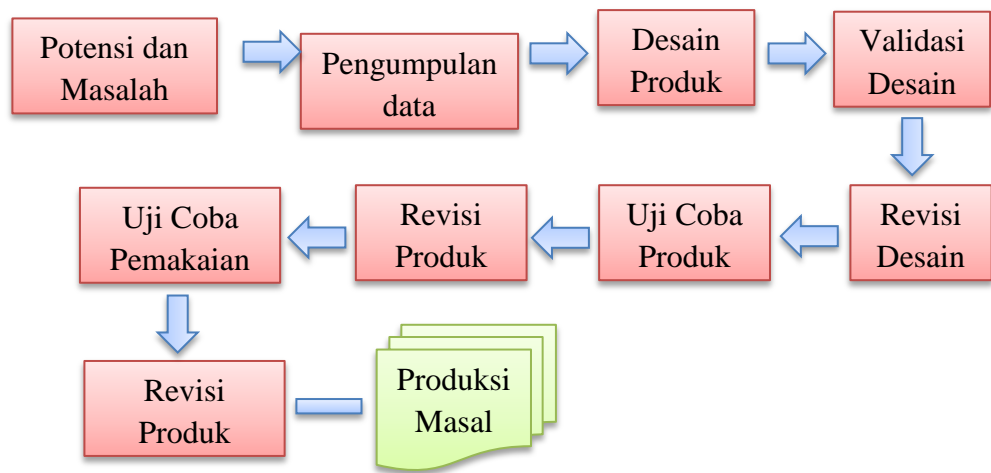 Potensi dan
Masalah
Pengumpulan
data
Desain
Produk
Validasi
Desain
Revisi
Desain
Uji Coba
Produk
Revisi
Produk
Uji Coba
Pemakaian
Revisi
Produk
Produksi
Masal